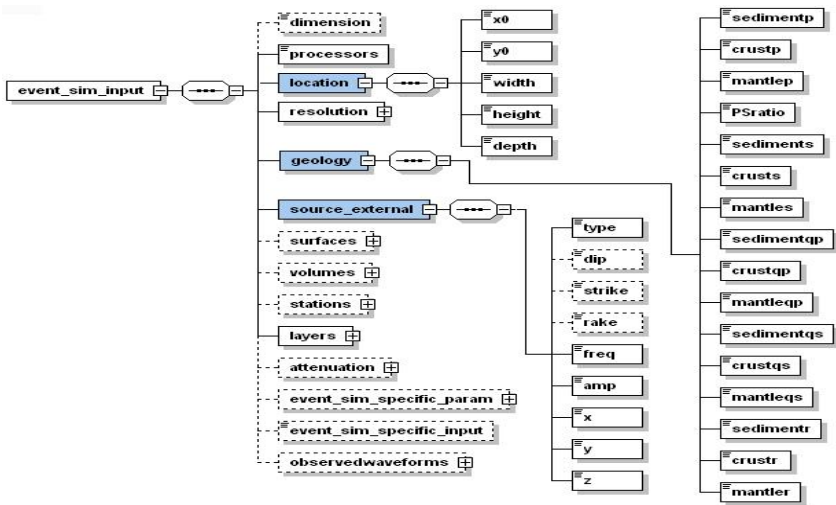 event_sim_input
dimension
processors
location
resolution
geology
source_external
surfaces
volumes
stations
layers
attenuation
event_sim_specific_param
event_sim_specific_input
observedwaveforms
x0
y0
width
height
depth
type
dip
strike
rake
freq
amp
x
y
z
sedimentp
crustp
mantlep
PSratio
sediments
crusts
mantles
sedimentqp
crustqp
mantleqp
sedimentqs
crustqs
mantleqs
sedimentr
crustr
mantler